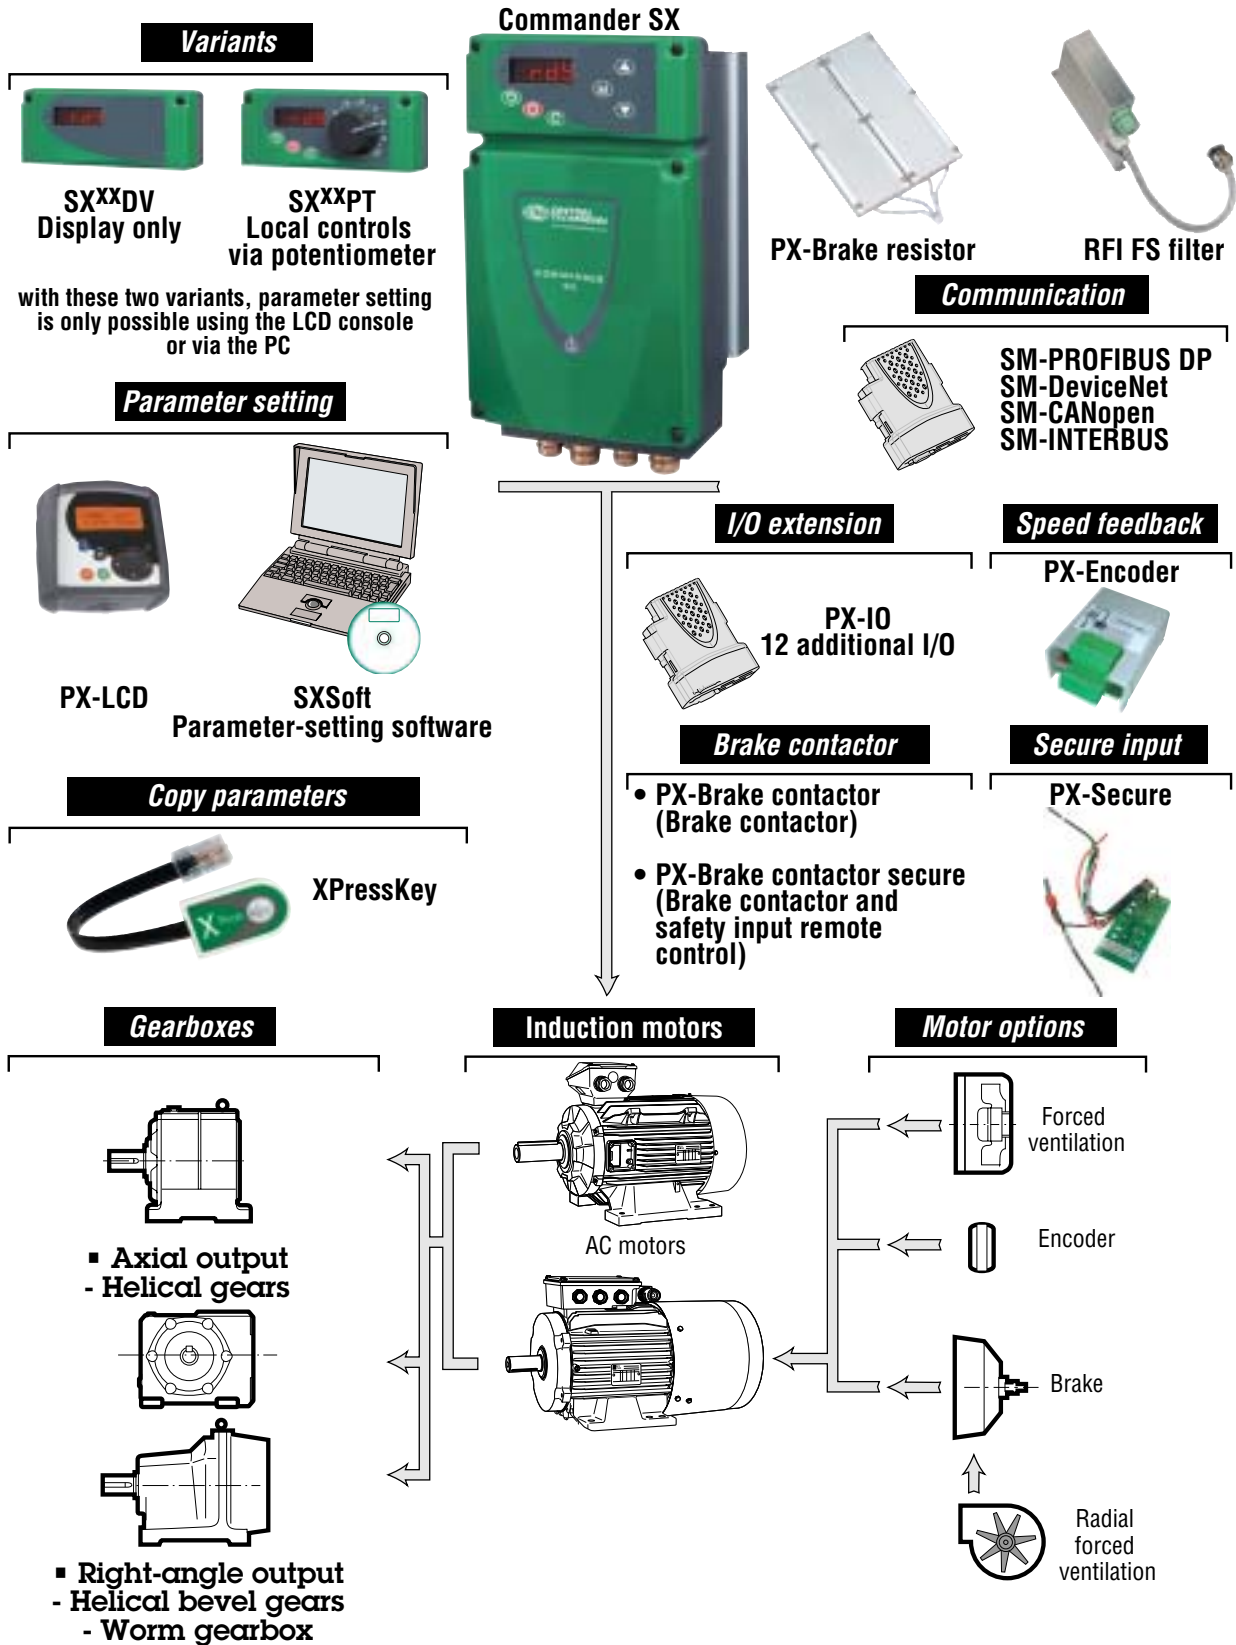 Commander SX
Variants
SXXXDV
Display only
SXXXPT
Local controls
via potentiometer
with these two variants, parameter setting
is only possible using the LCD console
or via the PC
rdY
PX-Brake resistor
RFI FS filter
Communication
SM-PROFIBUS DP
SM-DeviceNet
SM-CANopen
SM-INTERBUS
Parameter setting
PX-LCD
SXSoft
Parameter-setting software
I/O extension
PX-IO
12 additional I/O
Speed feedback
PX-Encoder
Copy parameters
XPressKey
Brake contactor
• PX-Brake contactor
(Brake contactor)
• PX-Brake contactor secure
(Brake contactor and
safety input remote
control)
Secure input
PX-Secure
Gearboxes
▪ Axial output
- Helical gears
▪ Right-angle output
- Helical bevel gears
- Worm gearbox
Induction motors
AC motors
Motor options
Forced
ventilation
Encoder
Brake
Radial
forced
ventilation